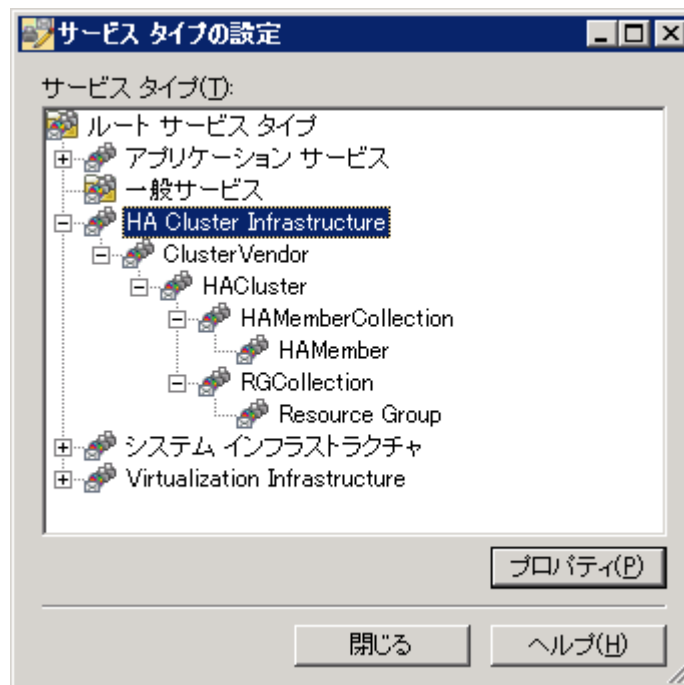 サービス タイプの設定
サービス タイプ(T):
ルート サービス タイプ
アプリケーション サービス
一般サービス
HA Cluster Infrastructure
ClusterVendor
HACluster
HAMemberCollection
HAMember
RGCollection
Resource Group
システム インフラストラクチャ
Virtualization Infrastructure
プロパティ(P)
閉じる
ヘルプ(H)